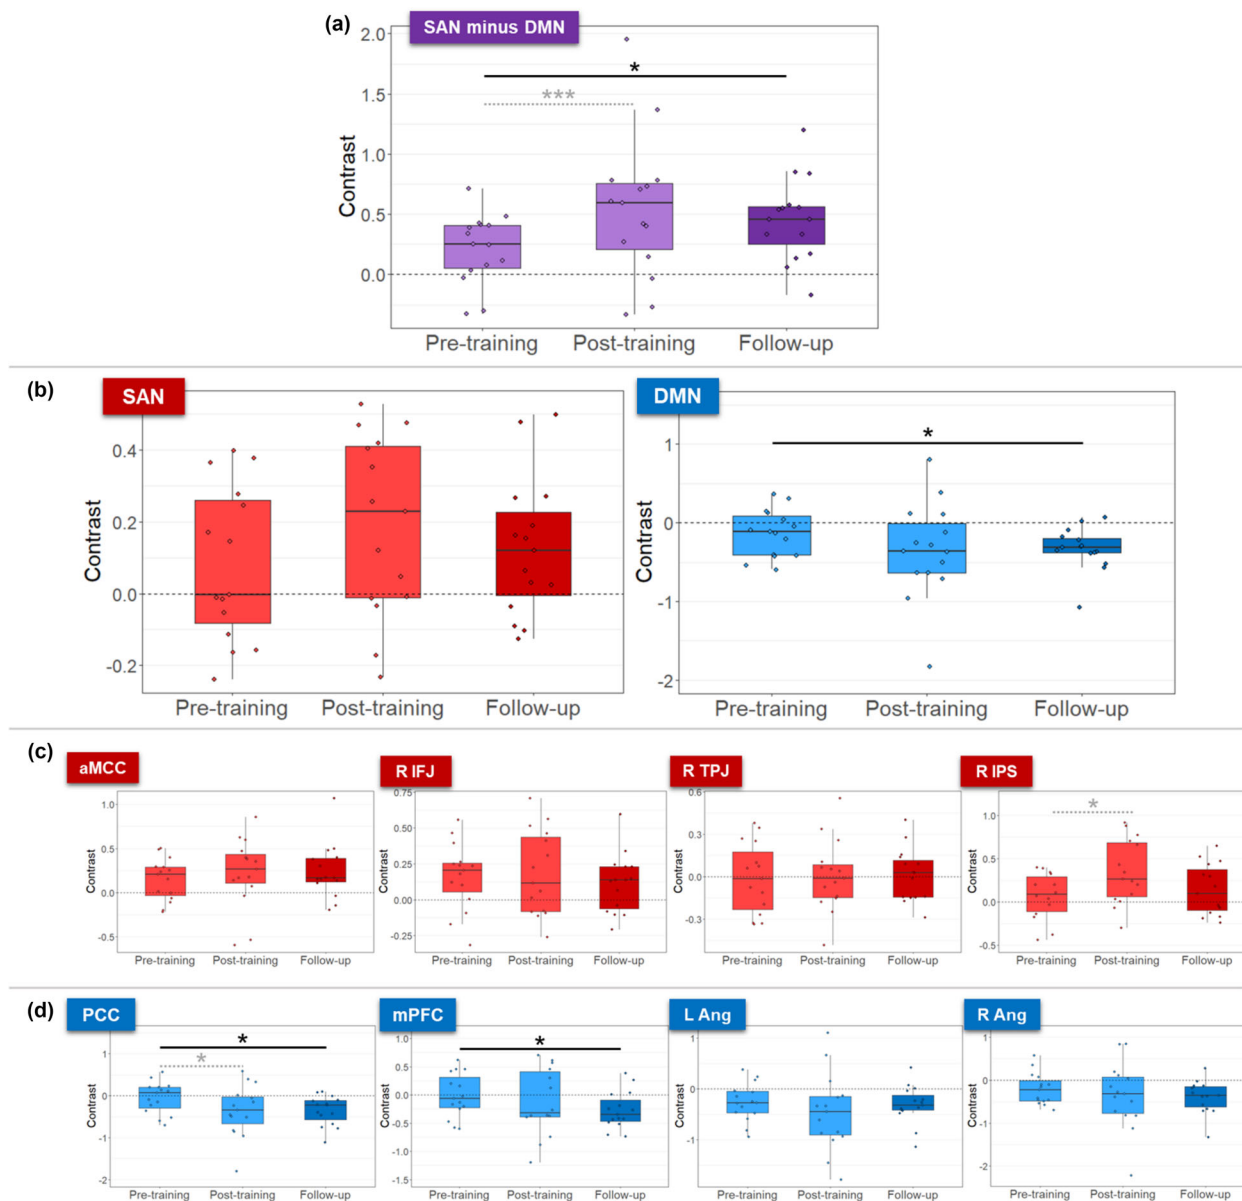 (a)
SAN minus DMN
2.0
1.5
1.0
0.5
0.0
Contrast
*
***
Pre-training Post-training Follow-up
(b)
SAN
0.4
0.2
0.0
-0.2
Contrast
Pre-training Post-training Follow-up
DMN
1
0
-1
-2
Contrast
*
Pre-training Post-training Follow-up
(c)
aMCC
1.0
0.5
0.0
-0.5
Contrast
Pre-training Post-training Follow-up
R IFJ
0.75
0.50
0.25
0.00
-0.25
Contrast
Pre-training Post-training Follow-up
R TPJ
0.6
0.3
0.0
-0.3
Contrast
Pre-training Post-training Follow-up
R IPS
1.0
0.5
0.0
-0.5
Contrast
*
Pre-training Post-training Follow-up
(d)
PCC
1
0
-1
-2
Contrast
*
*
Pre-training Post-training Follow-up
mPFC
1.0
0.5
0.0
-0.5
-1.0
-1.5
Contrast
*
Pre-training Post-training Follow-up
L Ang
1
0
-1
Contrast
Pre-training Post-training Follow-up
R Ang
1
0
-1
-2
Contrast
Pre-training Post-training Follow-up